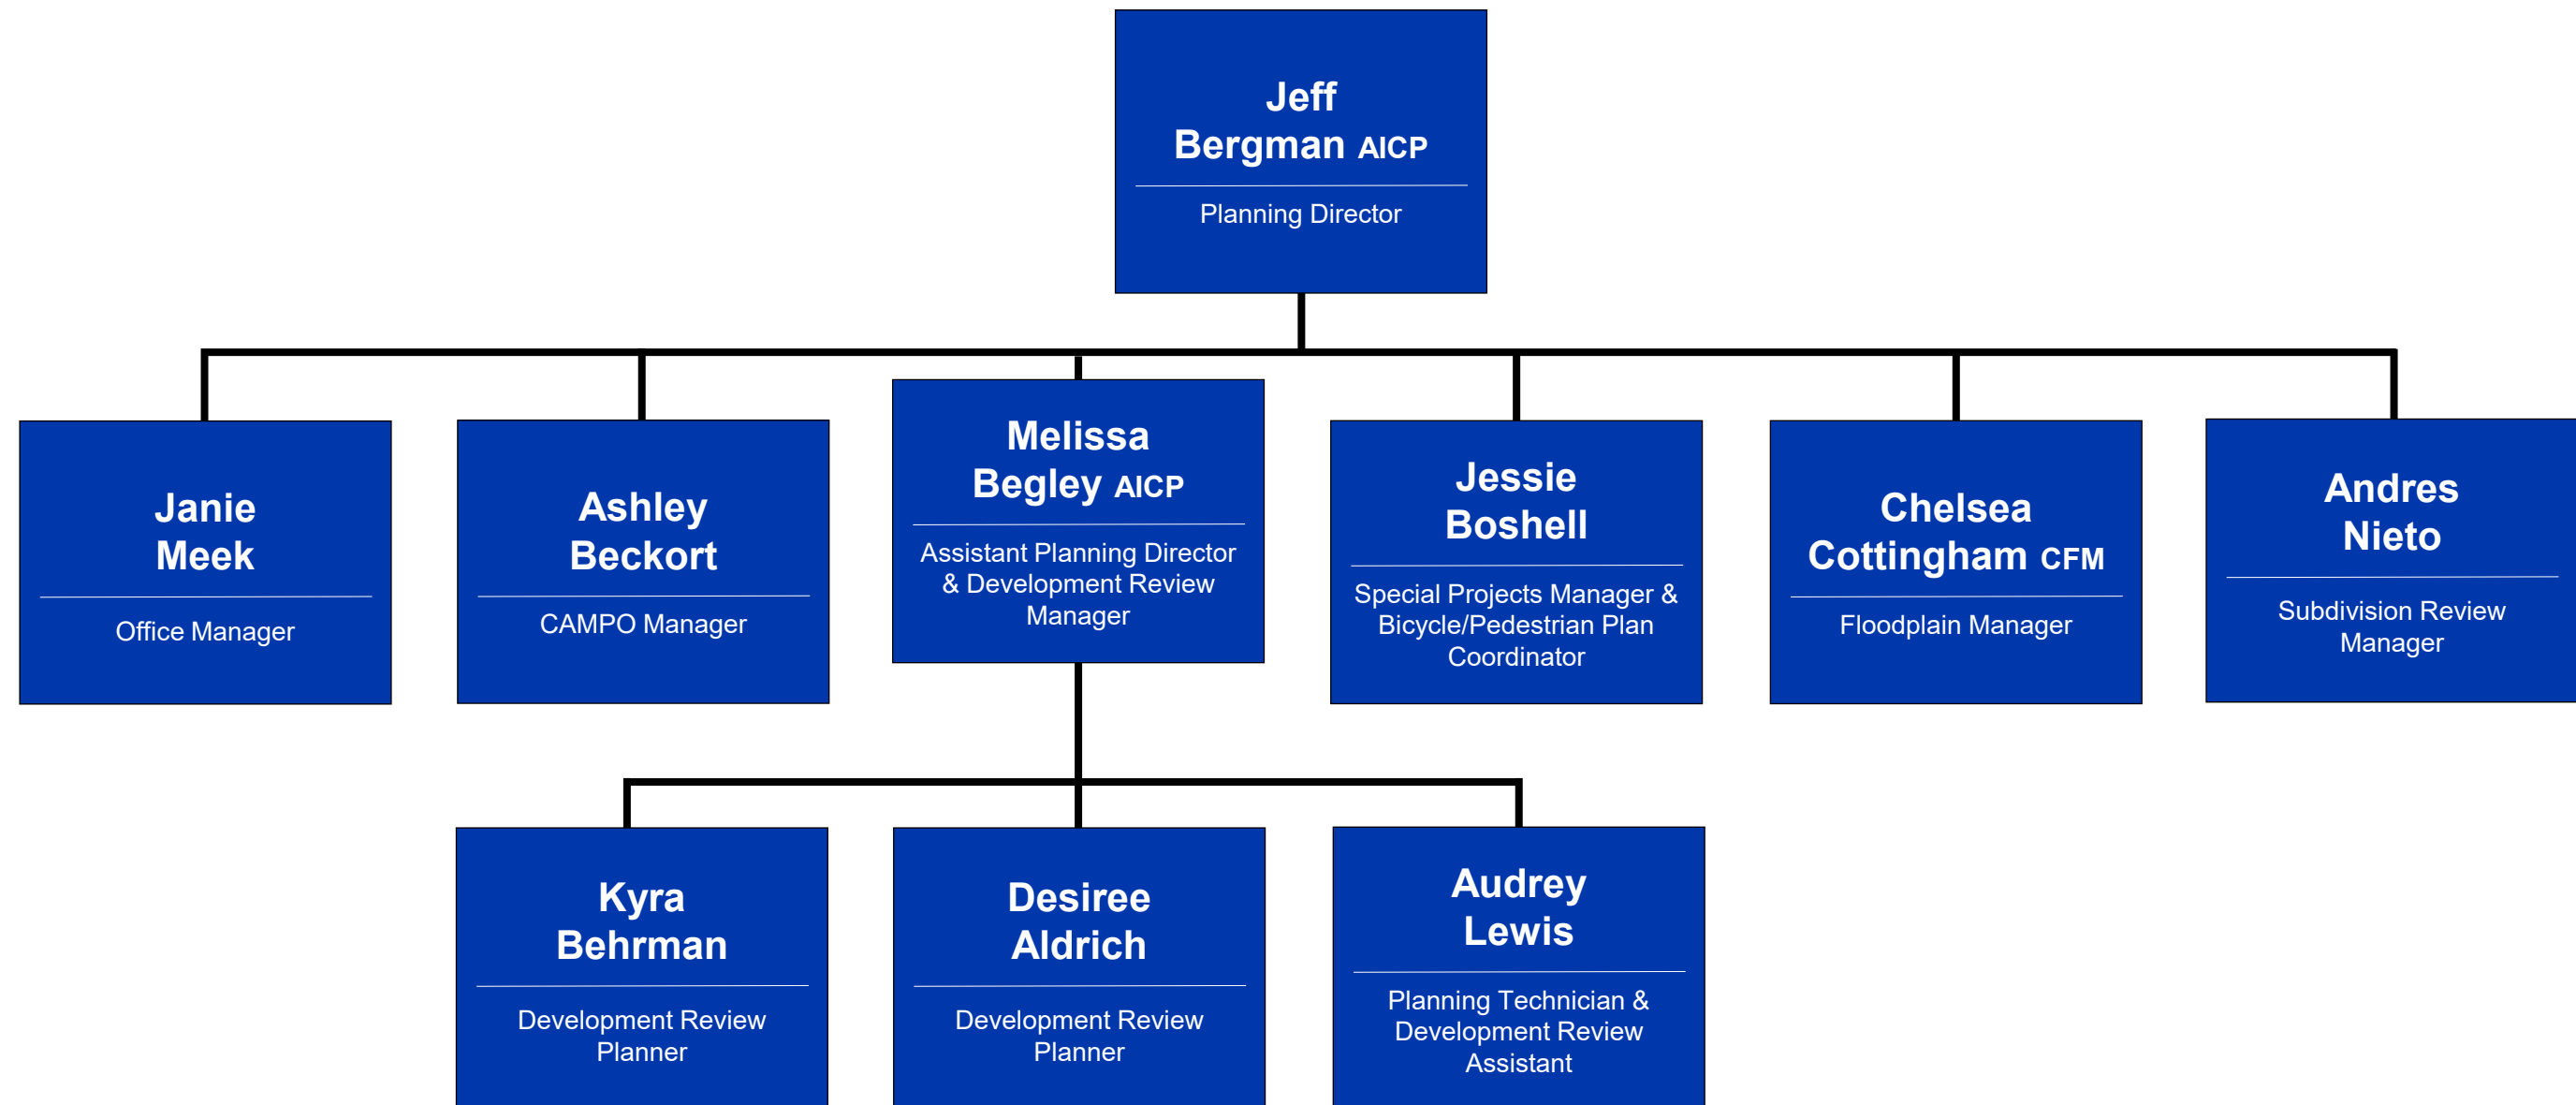 Jeff
Bergman AICP
Planning Director
Janie
Meek
Office Manager
Ashley
Beckort
CAMPO Manager
Melissa
Begley AICP
Assistant Planning Director
& Development Review
Manager
Jessie
Boshell
Special Projects Manager &
Bicycle/Pedestrian Plan
Coordinator
Chelsea
Cottingham CFM
Floodplain Manager
Andres
Nieto
Subdivision Review
Manager
Kyra
Behrman
Development Review
Planner
Desiree
Aldrich
Development Review
Planner
Audrey
Lewis
Planning Technician &
Development Review
Assistant